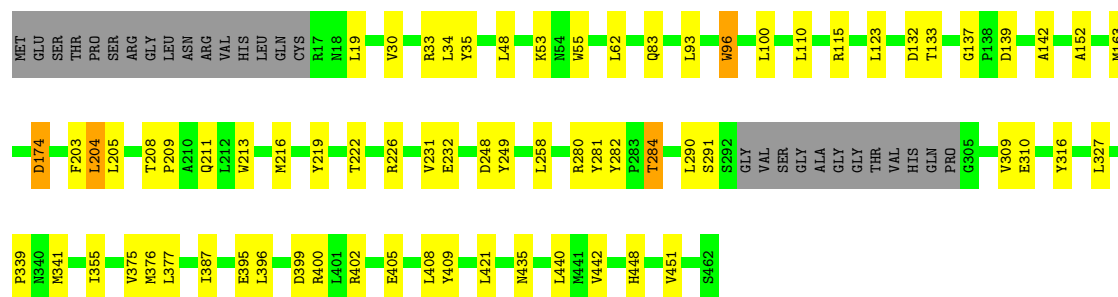 MET GLU SER THR PRO SER ARG GLY LEU ASN ARG VAL HIS LEU GLN CYS R17 N18 L19 V30 R33 L34 Y35 L48 K53 N54 W55 L62 Q83 L93 W96 L100 L110 R115 L123 D132 T133 G137 P138 D139 A142 A152 M163
D174 F203 L204 L205 T208 P209 A210 Q211 L212 W213 M216 Y219 T222 R226 V231 E232 D248 Y249 L258 R280 Y281 Y282 P283 T284 L290 S291 S292 GLY VAL SER GLY ALA GLY GLY THR VAL HIS GLN PRO G305 V309 E310 Y316 L327
P339 N340 M341 I355 V375 M376 L377 I387 E395 L396 D399 R400 L401 R402 E405 L408 Y409 L421 N435 L440 M441 V442 H448 V451 S462